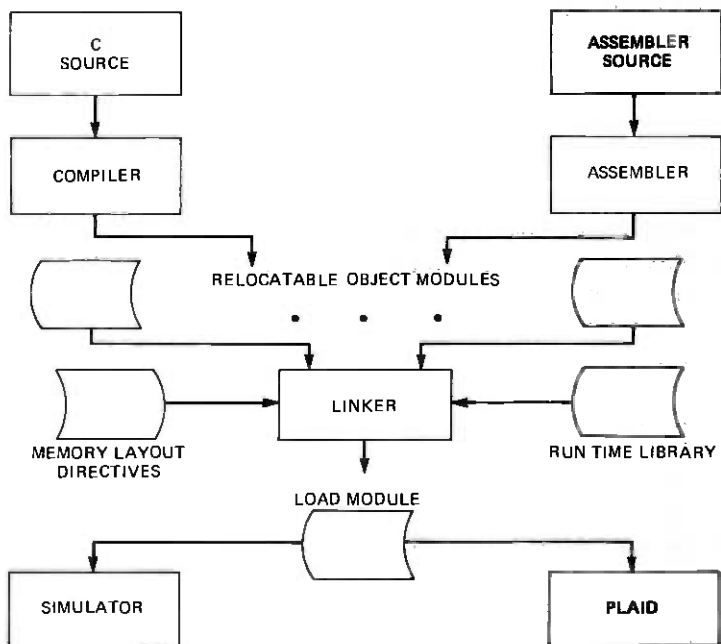 C
SOURCE
ASSEMBLER
SOURCE
COMPILER
ASSEMBLER
RELOCATABLE OBJECT MODULES
LINKER
MEMORY LAYOUT
DIRECTIVES
RUN TIME LIBRARY
LOAD MODULE
SIMULATOR
PLAID